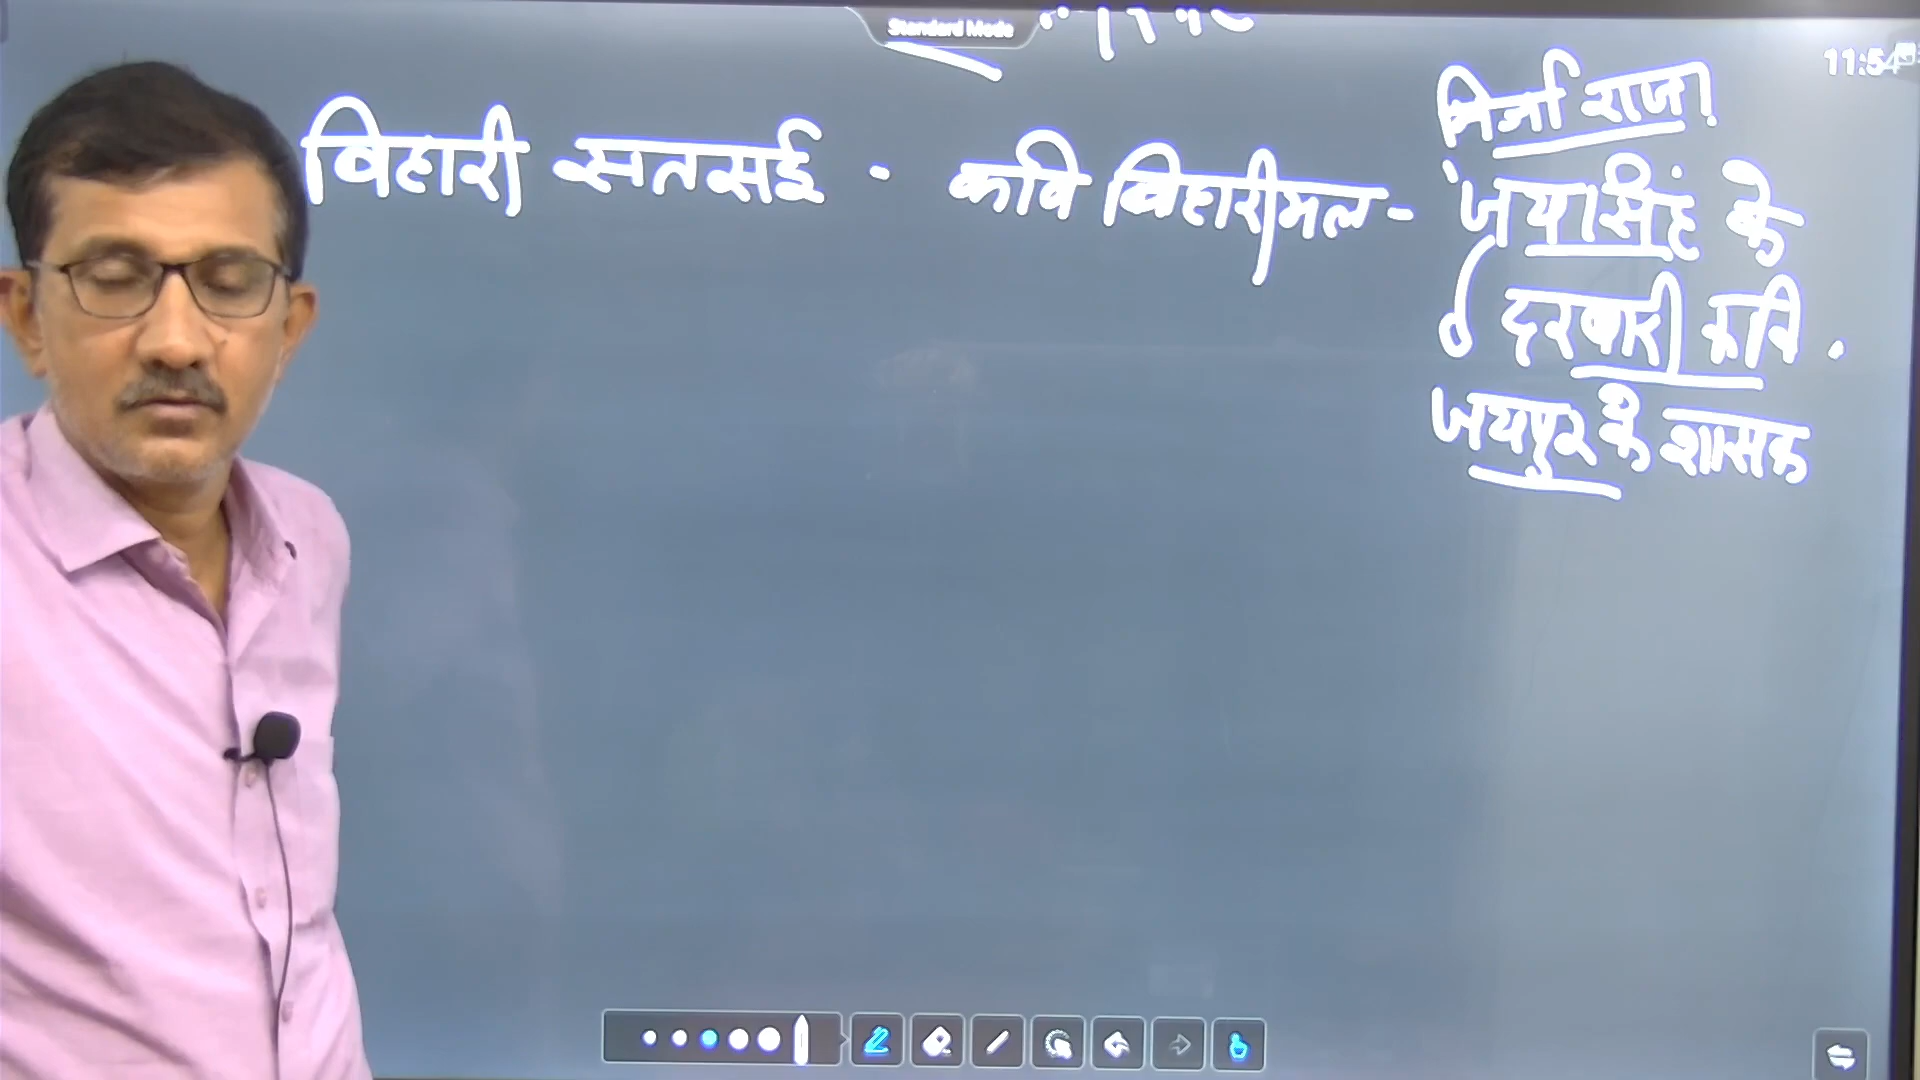 Standard Mode
11:54
बिहारी सतसई - कवि बिहारीमल -
मिर्जा राजा
जयसिंह के
दरबारी कवि .
जयपुर के शासक